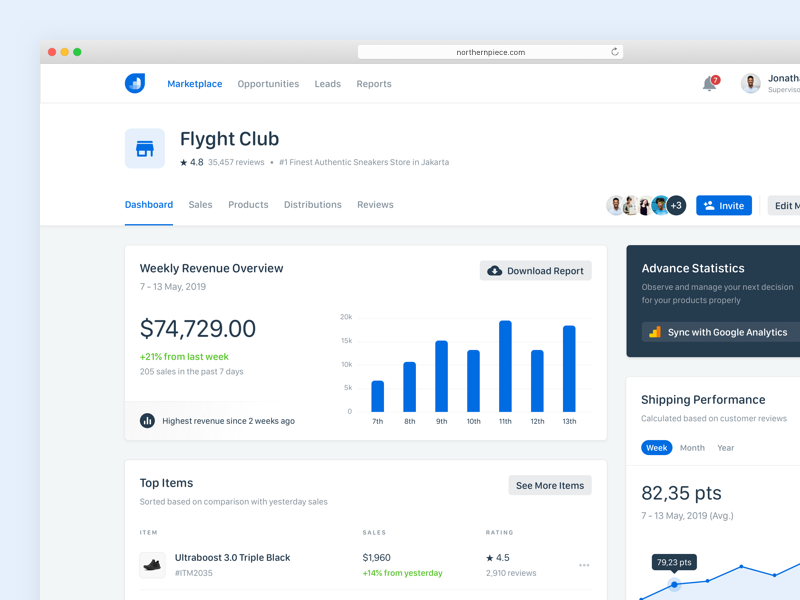 northernpiece.com
Marketplace Opportunities Leads Reports
7
Jonatha
Supervisor
Flyght Club
★ 4.8 35,457 reviews • #1 Finest Authentic Sneakers Store in Jakarta
Dashboard Sales Products Distributions Reviews
+3
Invite
Edit M
Weekly Revenue Overview
7 - 13 May, 2019
Download Report
$74,729.00
+21% from last week
205 sales in the past 7 days
Highest revenue since 2 weeks ago
20k
15k
10k
5k
0
7th 8th 9th 10th 11th 12th 13th
Advance Statistics
Observe and manage your next decision
for your products properly
Sync with Google Analytics
Shipping Performance
Calculated based on customer reviews
Week Month Year
82,35 pts
7 - 13 May, 2019 (Avg.)
79,23 pts
Top Items
Sorted based on comparison with yesterday sales
See More Items
ITEM SALES RATING
Ultraboost 3.0 Triple Black
#ITM2035
$1,960
+14% from yesterday
★ 4.5
2,910 reviews